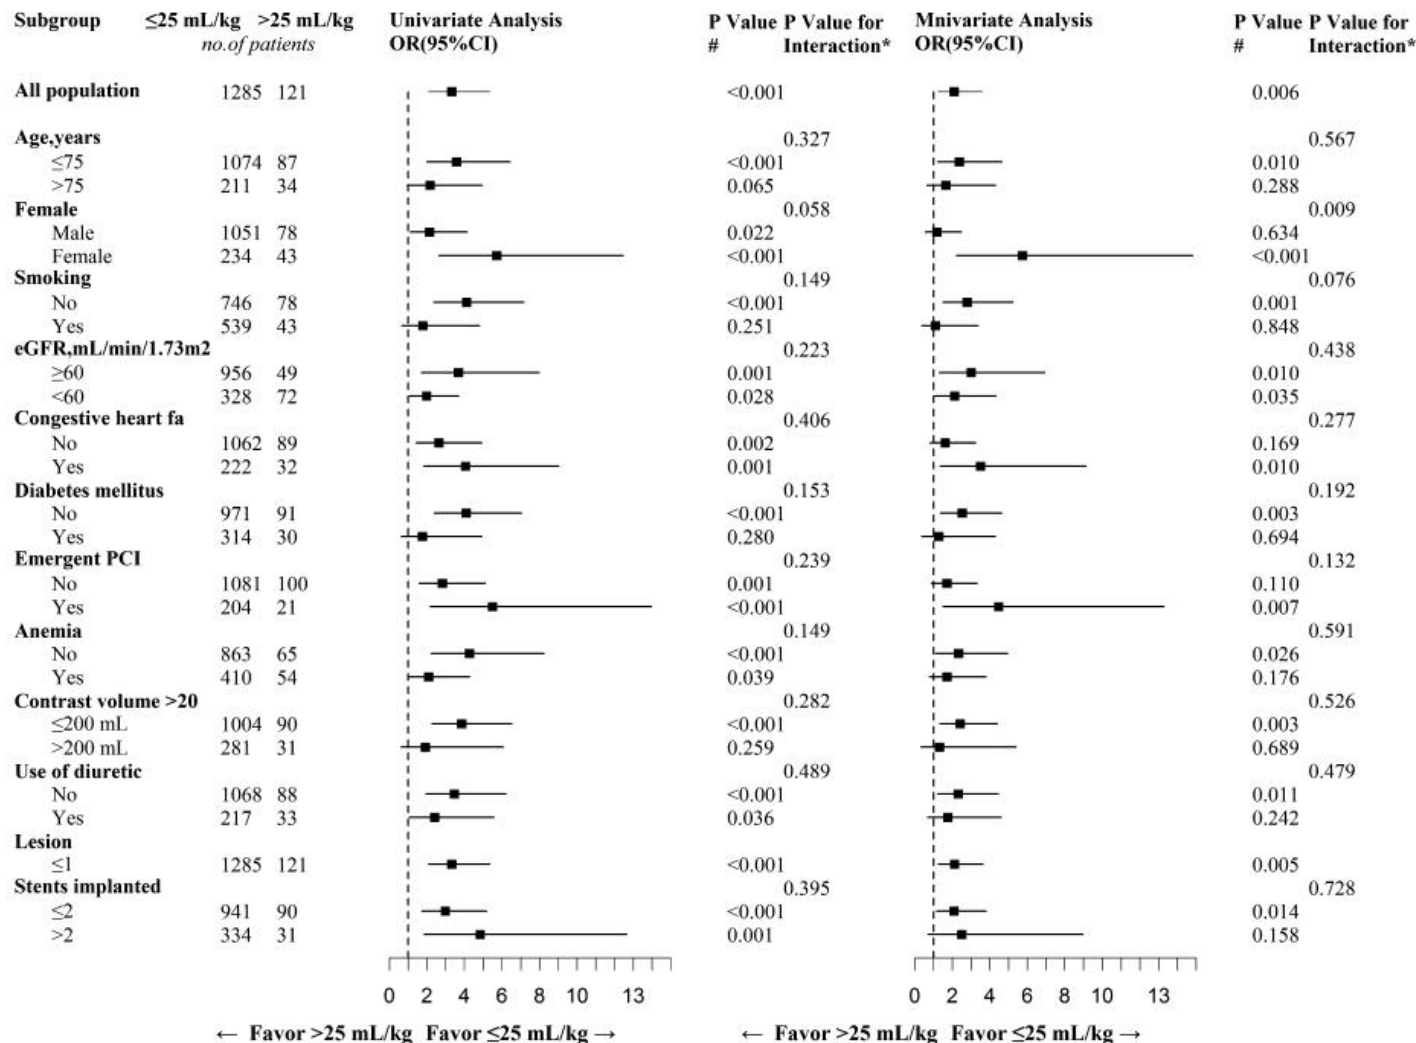 Subgroup ≤25 mL/kg >25 mL/kg Univariate Analysis P Value P Value for Mnivariate Analysis P Value P Value for
no.of patients OR(95%CI) # Interaction* OR(95%CI) # Interaction*
All population 1285 121 <0.001 0.006
Age,years 0.327 0.567
≤75 1074 87 <0.001 0.010
>75 211 34 0.065 0.288
Female 0.058 0.009
Male 1051 78 0.022 0.634
Female 234 43 <0.001 <0.001
Smoking 0.149 0.076
No 746 78 <0.001 0.001
Yes 539 43 0.251 0.848
eGFR,mL/min/1.73m2 0.223 0.438
≥60 956 49 0.001 0.010
<60 328 72 0.028 0.035
Congestive heart fa 0.406 0.277
No 1062 89 0.002 0.169
Yes 222 32 0.001 0.010
Diabetes mellitus 0.153 0.192
No 971 91 <0.001 0.003
Yes 314 30 0.280 0.694
Emergent PCI 0.239 0.132
No 1081 100 0.001 0.110
Yes 204 21 <0.001 0.007
Anemia 0.149 0.591
No 863 65 <0.001 0.026
Yes 410 54 0.039 0.176
Contrast volume >20 0.282 0.526
≤200 mL 1004 90 <0.001 0.003
>200 mL 281 31 0.259 0.689
Use of diuretic 0.489 0.479
No 1068 88 <0.001 0.011
Yes 217 33 0.036 0.242
Lesion
≤1 1285 121 <0.001 0.005
Stents implanted 0.395 0.728
≤2 941 90 <0.001 0.014
>2 334 31 0.001 0.158
0 2 4 6 8 10 13 0 2 4 6 8 10 13
← Favor >25 mL/kg Favor ≤25 mL/kg → ← Favor >25 mL/kg Favor ≤25 mL/kg →